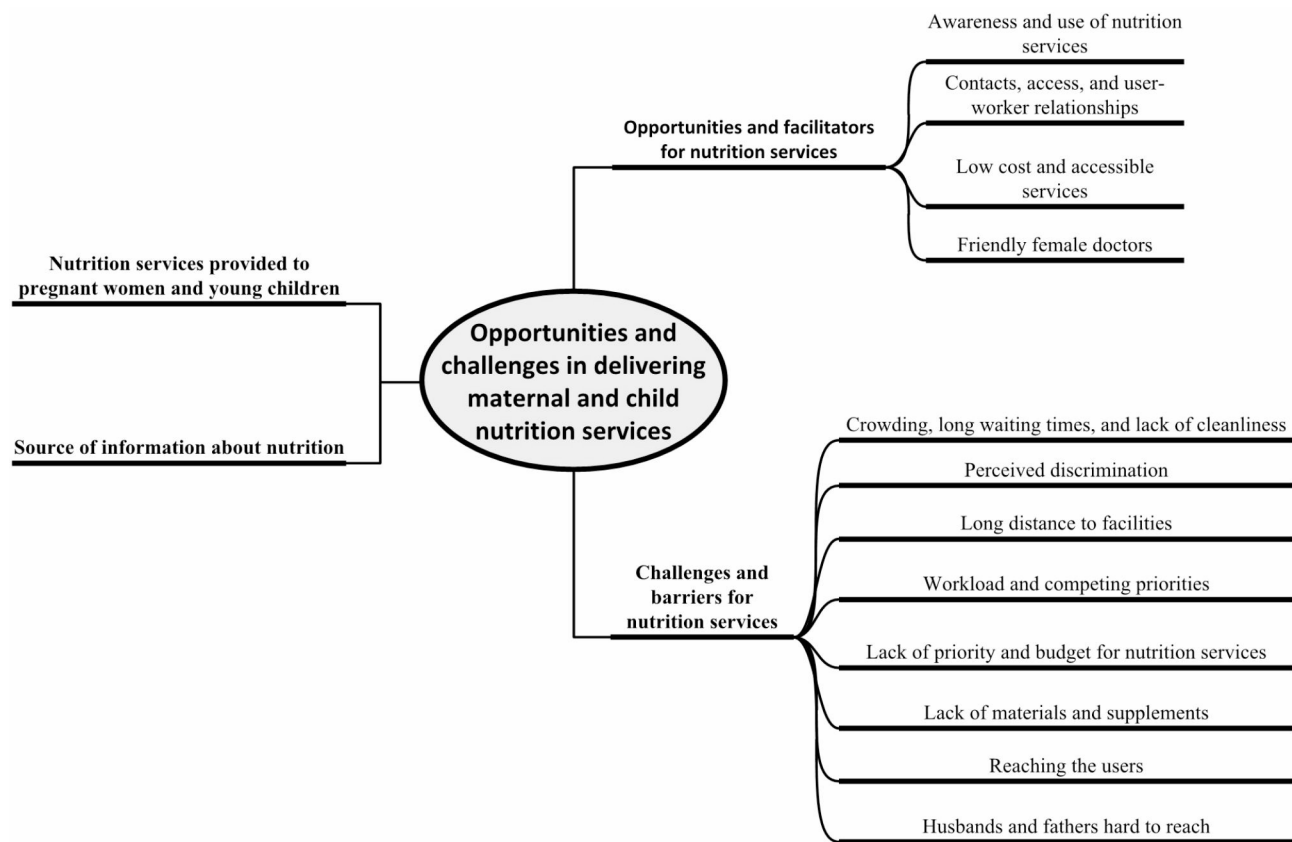 Awareness and use of nutrition
services
Contacts, access, and user-
worker relationships
Opportunities and facilitators
for nutrition services
Low cost and accessible
services
Friendly female doctors
Nutrition services provided to
pregnant women and young children
Opportunities and
challenges in delivering
maternal and child
nutrition services
Source of information about nutrition
Crowding, long waiting times, and lack of cleanliness
Perceived discrimination
Long distance to facilities
Challenges and
barriers for
nutrition services
Workload and competing priorities
Lack of priority and budget for nutrition services
Lack of materials and supplements
Reaching the users
Husbands and fathers hard to reach